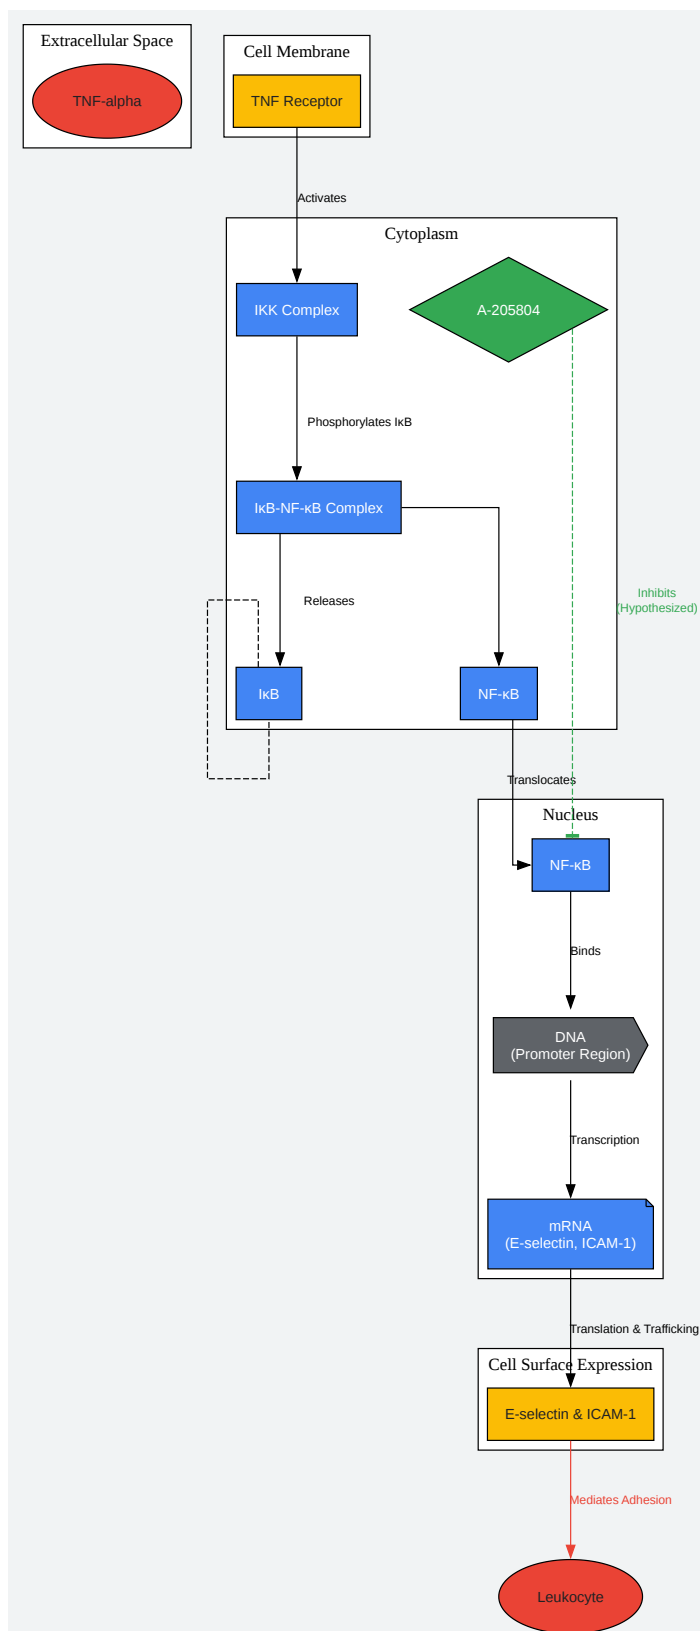 Extracellular Space
TNF-alpha
Cell Membrane
TNF Receptor
Activates
Cytoplasm
IKK Complex
A-205804
Phosphorylates IκB
IκB-NF-κB Complex
Releases
Inhibits
(Hypothesized)
IκB
NF-κB
Translocates
Nucleus
NF-κB
Binds
DNA
(Promoter Region)
Transcription
mRNA
(E-selectin, ICAM-1)
Translation & Trafficking
Cell Surface Expression
E-selectin & ICAM-1
Mediates Adhesion
Leukocyte